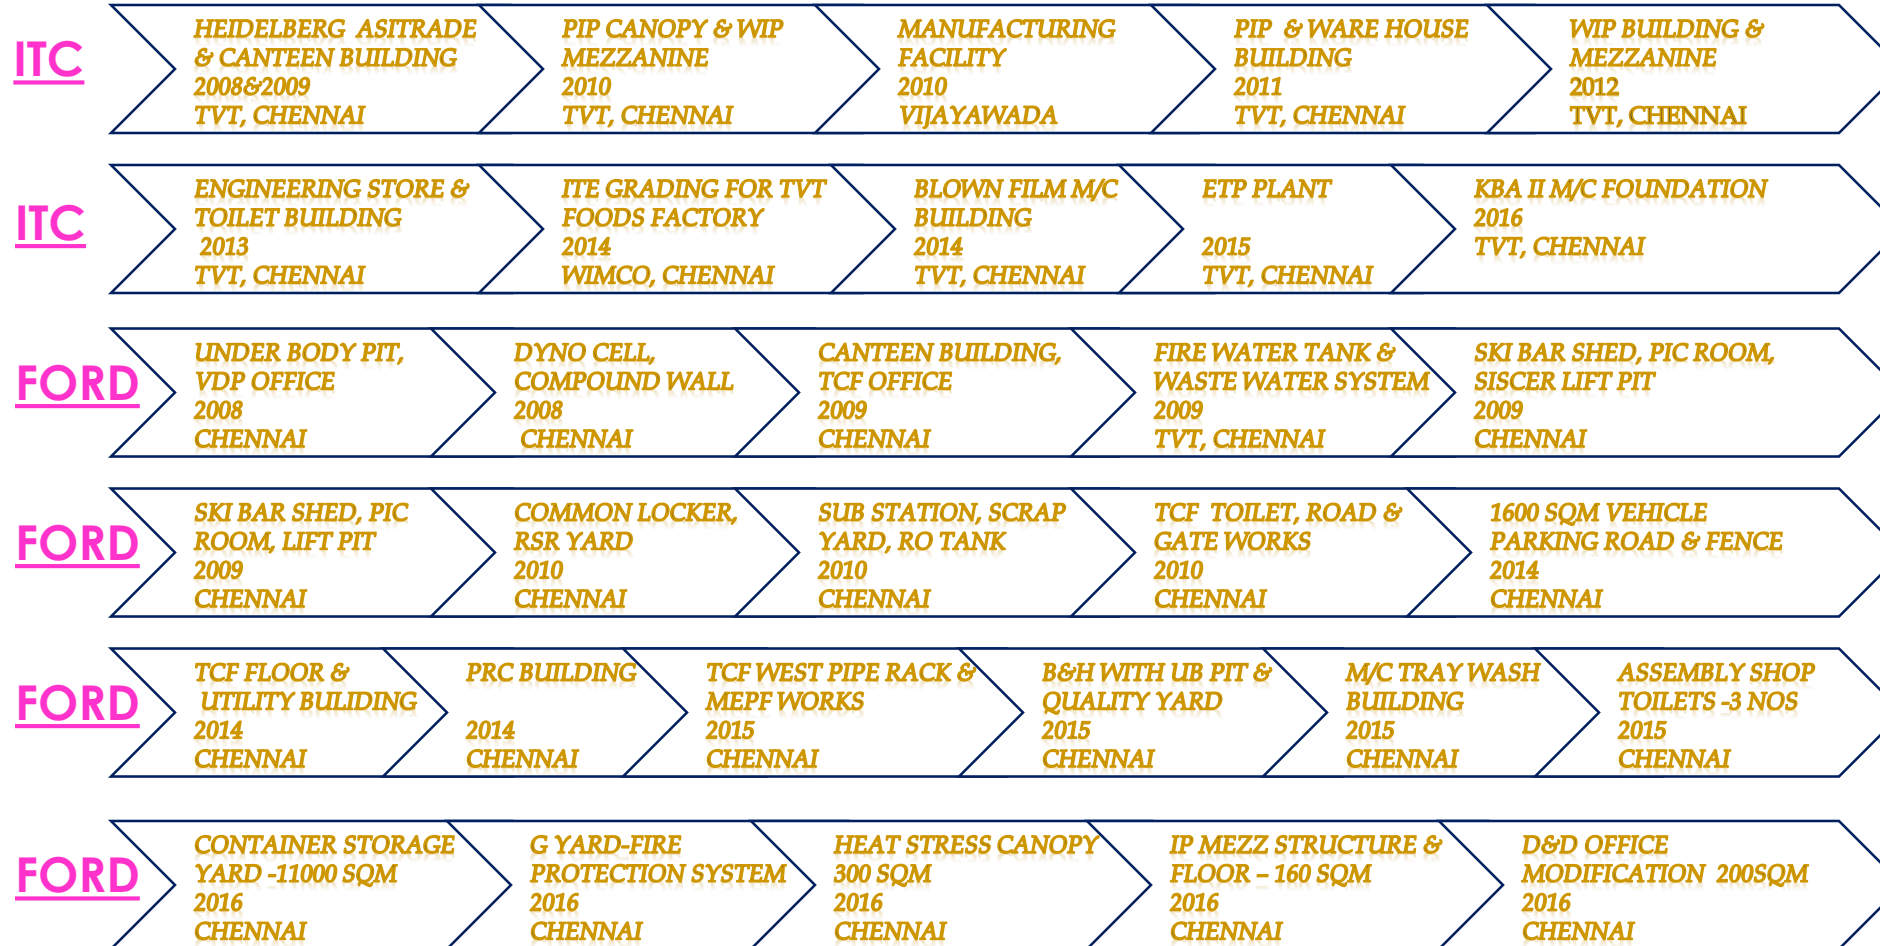 ITC
HEIDELBERG ASITRADE
& CANTEEN BUILDING
2008&2009
TVT, CHENNAI
PIP CANOPY & WIP
MEZZANINE
2010
TVT, CHENNAI
MANUFACTURING
FACILITY
2010
VIJAYAWADA
PIP & WARE HOUSE
BUILDING
2011
TVT, CHENNAI
WIP BUILDING &
MEZZANINE
2012
TVT, CHENNAI
ITC
ENGINEERING STORE &
TOILET BUILDING
2013
TVT, CHENNAI
ITE GRADING FOR TVT
FOODS FACTORY
2014
WIMCO, CHENNAI
BLOWN FILM M/C
BUILDING
2014
TVT, CHENNAI
ETP PLANT
2015
TVT, CHENNAI
KBA II M/C FOUNDATION
2016
TVT, CHENNAI
FORD
UNDER BODY PIT,
VDP OFFICE
2008
CHENNAI
DYNO CELL,
COMPOUND WALL
2008
CHENNAI
CANTEEN BUILDING,
TCF OFFICE
2009
CHENNAI
FIRE WATER TANK &
WASTE WATER SYSTEM
2009
TVT, CHENNAI
SKI BAR SHED, PIC ROOM,
SISCER LIFT PIT
2009
CHENNAI
FORD
SKI BAR SHED, PIC
ROOM, LIFT PIT
2009
CHENNAI
COMMON LOCKER,
RSR YARD
2010
CHENNAI
SUB STATION, SCRAP
YARD, RO TANK
2010
CHENNAI
TCF TOILET, ROAD &
GATE WORKS
2010
CHENNAI
1600 SQM VEHICLE
PARKING ROAD & FENCE
2014
CHENNAI
FORD
TCF FLOOR &
UTILITY BULIDING
2014
CHENNAI
PRC BUILDING
2014
CHENNAI
TCF WEST PIPE RACK &
MEPF WORKS
2015
CHENNAI
B&H WITH UB PIT &
QUALITY YARD
2015
CHENNAI
M/C TRAY WASH
BUILDING
2015
CHENNAI
ASSEMBLY SHOP
TOILETS -3 NOS
2015
CHENNAI
FORD
CONTAINER STORAGE
YARD -11000 SQM
2016
CHENNAI
G YARD-FIRE
PROTECTION SYSTEM
2016
CHENNAI
HEAT STRESS CANOPY
300 SQM
2016
CHENNAI
IP MEZZ STRUCTURE &
FLOOR – 160 SQM
2016
CHENNAI
D&D OFFICE
MODIFICATION 200SQM
2016
CHENNAI